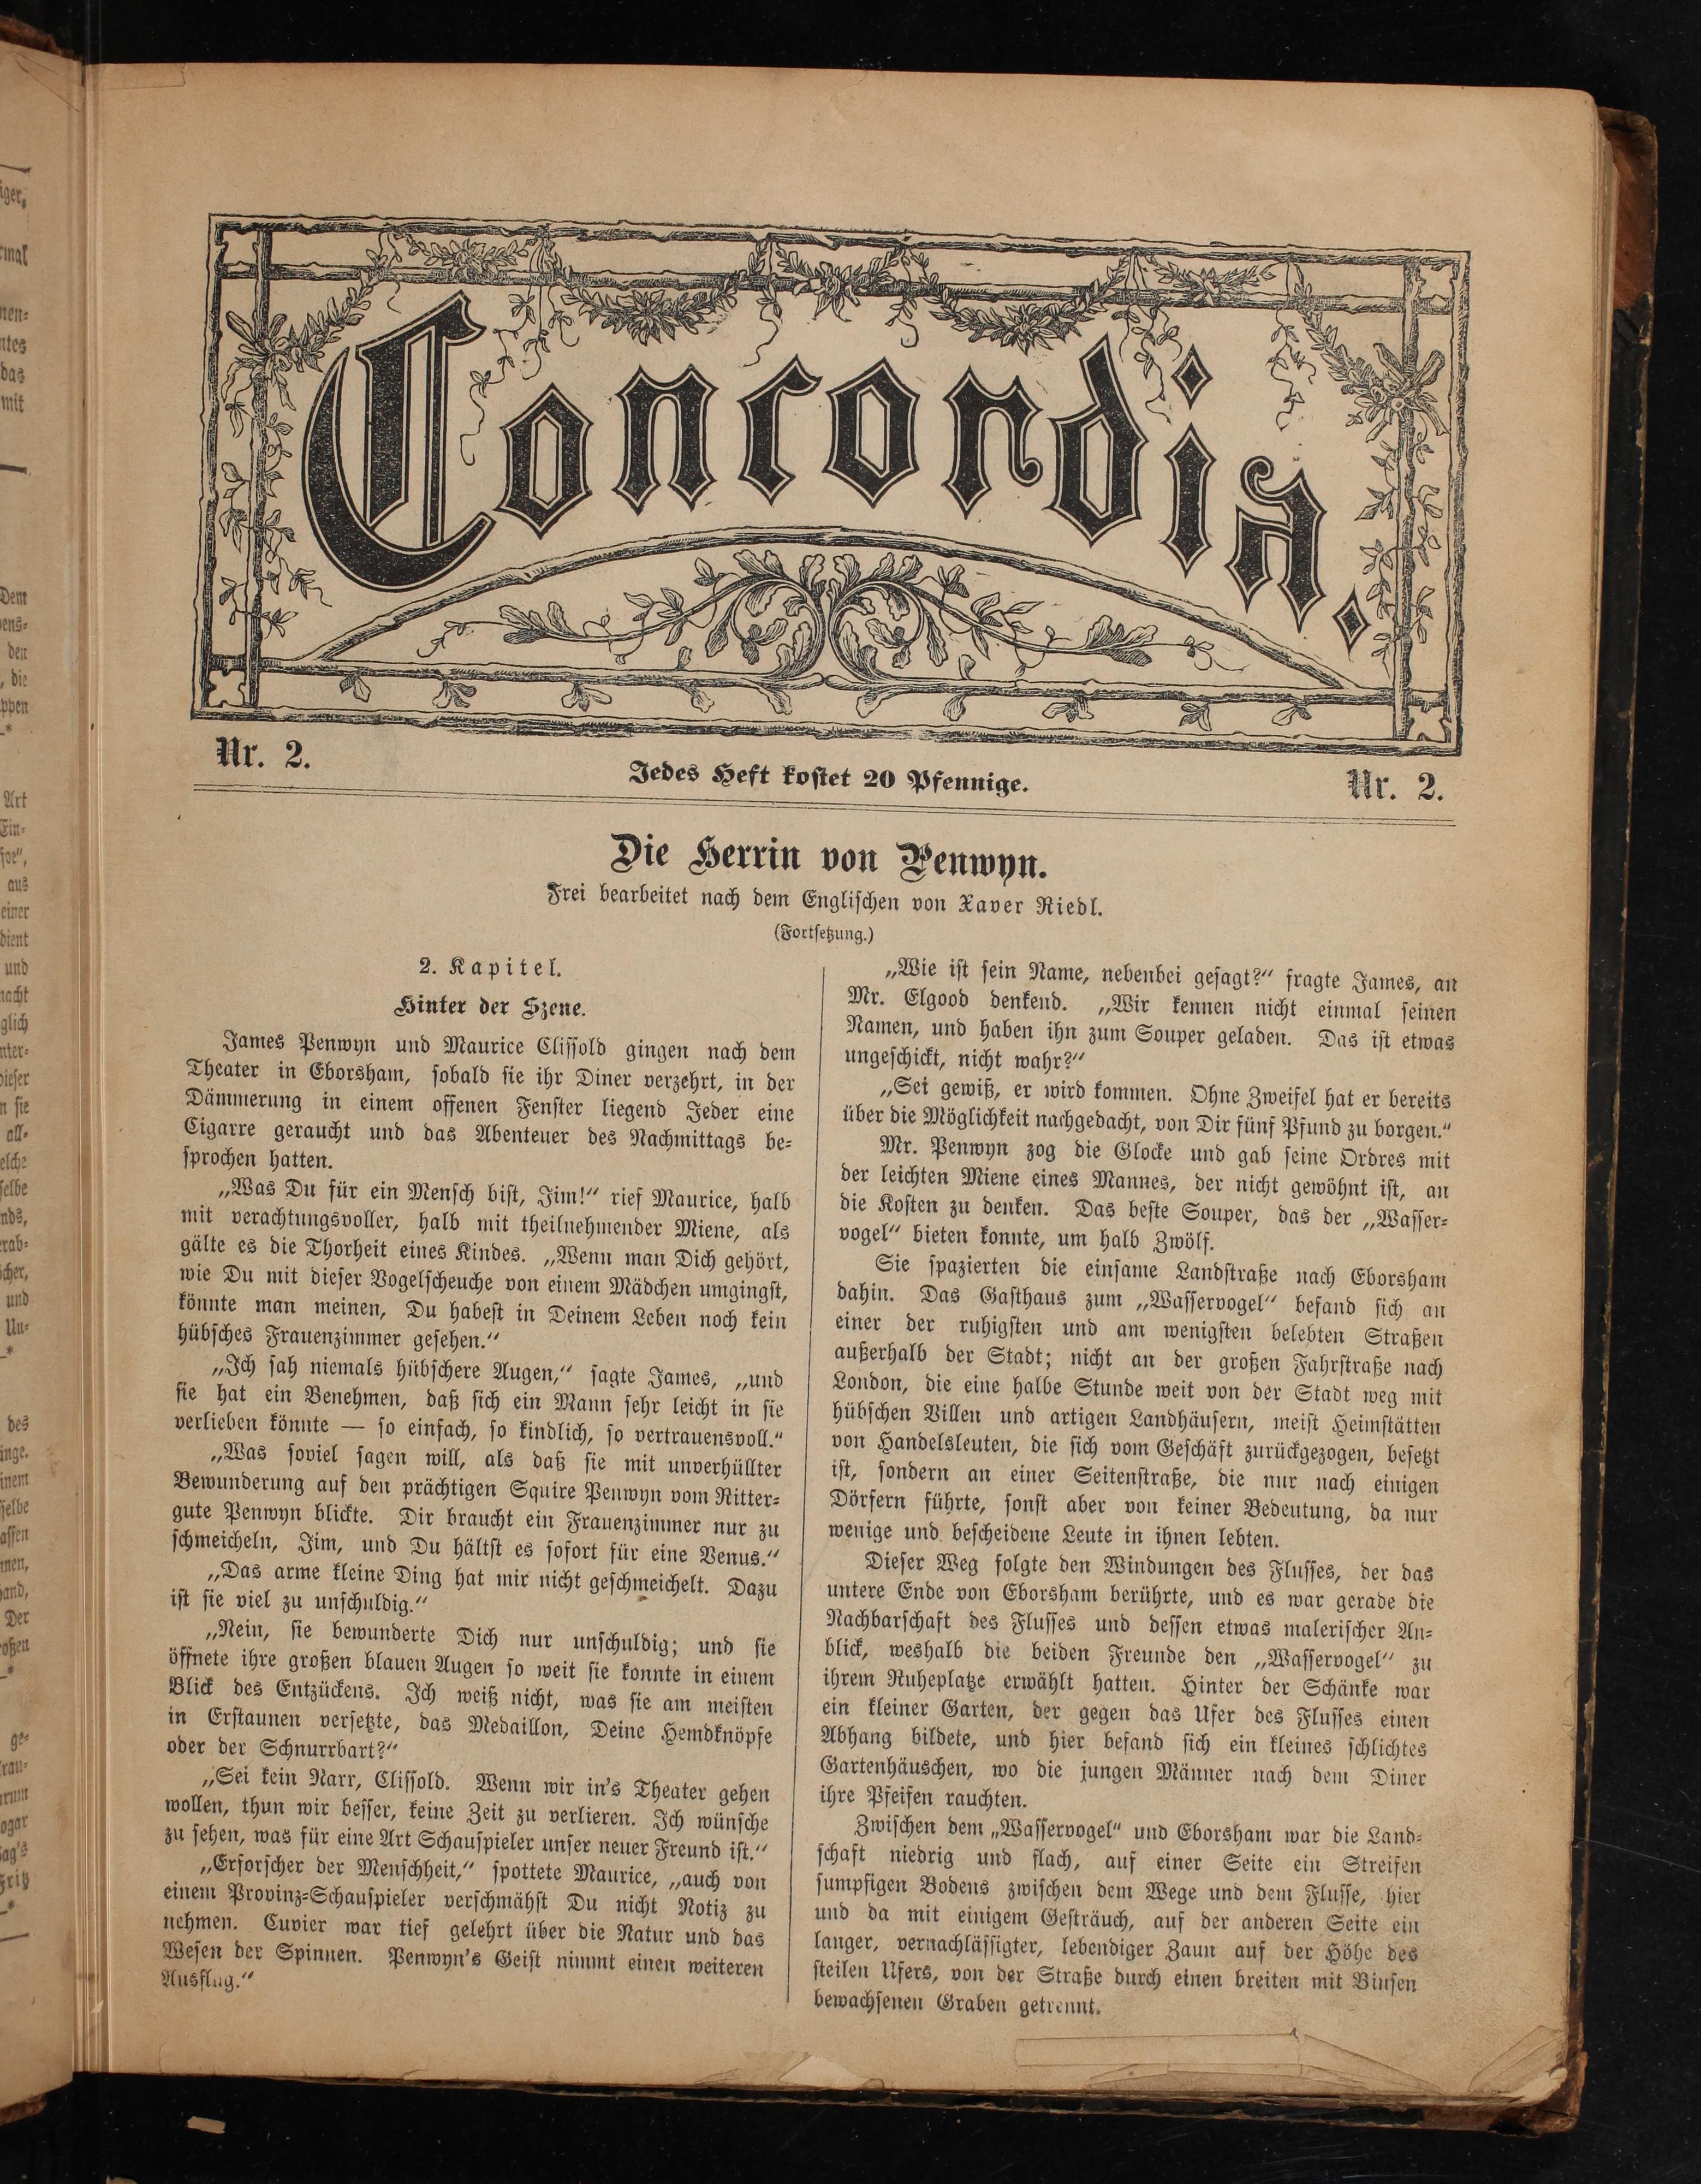 Concordia.
Nr. 2.
Jedes Heft kostet 20 Pfennige.
Nr. 2.
Die Herrin von Penwyn.
Frei bearbeitet nach dem Englischen von Xaver Riedl.
(Fortsetzung.)
2. Kapitel.
Hinter der Szene.
James Penwyn und Maurice Clissold gingen nach dem
Theater in Eborsham, sobald sie ihr Diner verzehrt, in der
Dämmerung in einem offenen Fenster liegend Jeder eine
Cigarre geraucht und das Abenteuer des Nachmittags be-
sprochen hatten.
„Was Du für ein Mensch bist, Jim!“ rief Maurice, halb
mit verachtungsvoller, halb mit theilnehmender Miene, als
gälte es die Thorheit eines Kindes. „Wenn man Dich gehört,
wie Du mit dieser Vogelscheuche von einem Mädchen umgingst,
könnte man meinen, Du habest in Deinem Leben noch kein
hübsches Frauenzimmer gesehen.“
„Ich sah niemals hübschere Augen,“ sagte James, „und
sie hat ein Benehmen, daß sich ein Mann sehr leicht in sie
verlieben könnte — so einfach, so kindlich, so vertrauensvoll.“
„Was soviel sagen will, als daß sie mit unverhüllter
Bewunderung auf den prächtigen Squire Penwyn vom Ritter-
gute Penwyn blickte. Dir braucht ein Frauenzimmer nur zu
schmeicheln, Jim, und Du hältst es sofort für eine Venus.“
„Das arme kleine Ding hat mir nicht geschmeichelt. Dazu
ist sie viel zu unschuldig.“
„Nein, sie bewunderte Dich nur unschuldig; und sie
öffnete ihre großen blauen Augen so weit sie konnte in einem
Blick des Entzückens. Ich weiß nicht, was sie am meisten
in Erstaunen versetzte, das Medaillon, Deine Hemdknöpfe
oder der Schnurrbart?“
„Sei kein Narr, Clissold. Wenn wir in's Theater gehen
wollen, thun wir besser, keine Zeit zu verlieren. Ich wünsche
zu sehen, was für eine Art Schauspieler unser neuer Freund ist.“
„Erforscher der Menschheit,“ spottete Maurice, „auch von
einem Provinz-Schauspieler verschmähst Du nicht Notiz zu
nehmen. Cuvier war tief gelehrt über die Natur und das
Wesen der Spinnen. Penwyn's Geist nimmt einen weiteren
Ausflug.“
„Wie ist sein Name, nebenbei gesagt?“ fragte James, an
Mr. Elgood denkend. „Wir kennen nicht einmal seinen
Namen, und haben ihn zum Souper geladen. Das ist etwas
ungeschickt, nicht wahr?“
„Sei gewiß, er wird kommen. Ohne Zweifel hat er bereits
über die Möglichkeit nachgedacht, von Dir fünf Pfund zu borgen.“
Mr. Penwyn zog die Glocke und gab seine Ordres mit
der leichten Miene eines Mannes, der nicht gewöhnt ist, an
die Kosten zu denken. Das beste Souper, das der „Wasser-
vogel“ bieten konnte, um halb Zwölf.
Sie spazierten die einsame Landstraße nach Eborsham
dahin. Das Gasthaus zum „Wasservogel“ befand sich an
einer der ruhigsten und am wenigsten belebten Straßen
außerhalb der Stadt; nicht an der großen Fahrstraße nach
London, die eine halbe Stunde weit von der Stadt weg mit
hübschen Villen und artigen Landhäusern, meist Heimstätten
von Handelsleuten, die sich vom Geschäft zurückgezogen, besetzt
ist, sondern an einer Seitenstraße, die nur nach einigen
Dörfern führte, sonst aber von keiner Bedeutung, da nur
wenige und bescheidene Leute in ihnen lebten.
Dieser Weg folgte den Windungen des Flusses, der das
untere Ende von Eborsham berührte, und es war gerade die
Nachbarschaft des Flusses und dessen etwas malerischer An-
blick, weshalb die beiden Freunde den „Wasservogel“ zu
ihrem Ruheplatze erwählt hatten. Hinter der Schänke war
ein kleiner Garten, der gegen das Ufer des Flusses einen
Abhang bildete, und hier befand sich ein kleines schlichtes
Gartenhäuschen, wo die jungen Männer nach dem Diner
ihre Pfeifen rauchten.
Zwischen dem „Wasservogel“ und Eborsham war die Land-
schaft niedrig und flach, auf einer Seite ein Streifen
sumpfigen Bodens zwischen dem Wege und dem Flusse, hier
und da mit einigem Gesträuch, auf der anderen Seite ein
langer, vernachlässigter, lebendiger Zaun auf der Höhe des
steilen Ufers, von der Straße durch einen breiten mit Binsen
bewachsenen Graben getrennt.